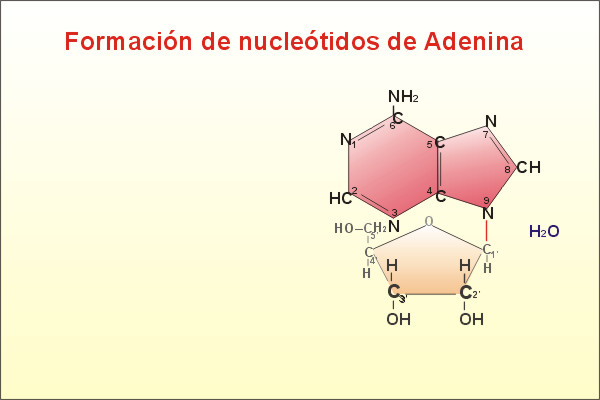 Formación de nucleótidos de Adenina
NH2
C
6
N
1
N
7
5
C
8
CH
HC
2
4
C
9
3
N
N
HO–CH2
5'
O
H2O
C
4'
C
1'
H
H
H
H
C
3'
C
2'
OH
OH